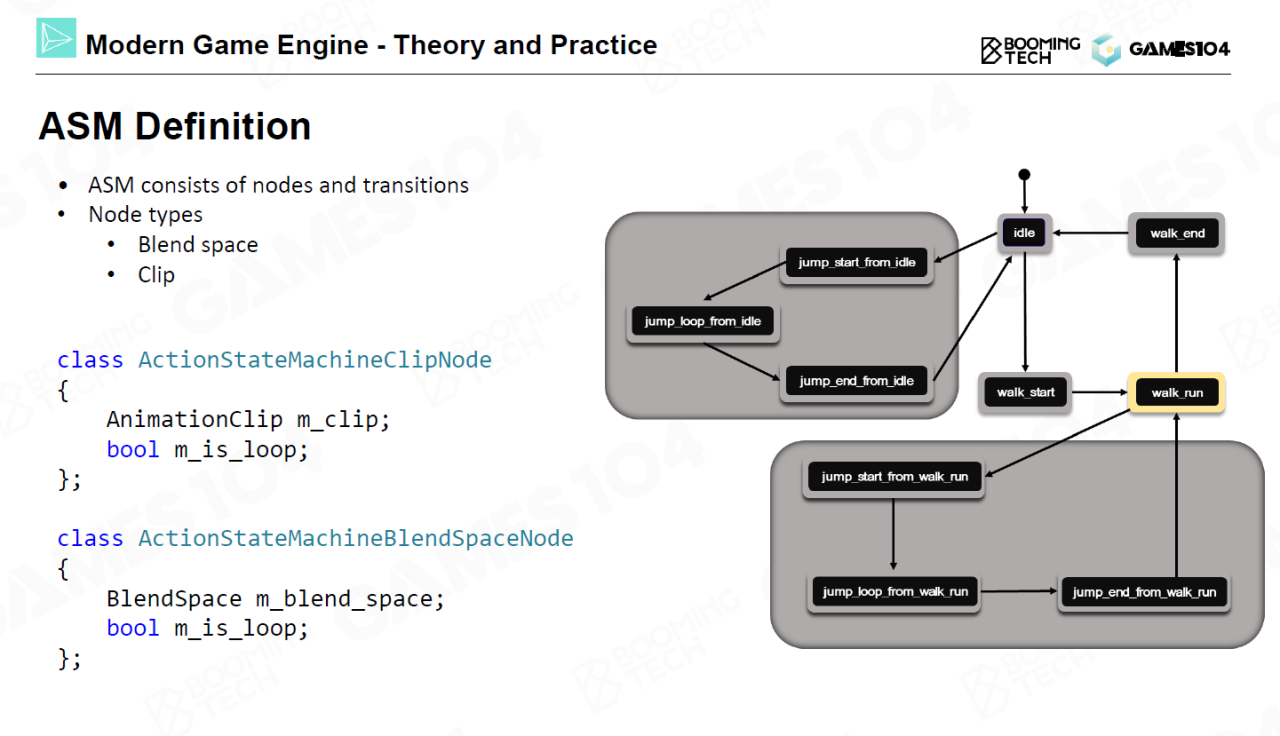 Modern Game Engine - Theory and Practice
BOOMING
TECH
GAMES104
ASM Definition
• ASM consists of nodes and transitions
• Node types
• Blend space
• Clip
class ActionStateMachineClipNode
{
AnimationClip m_clip;
bool m_is_loop;
};
class ActionStateMachineBlendSpaceNode
{
BlendSpace m_blend_space;
bool m_is_loop;
};
idle
walk_end
jump_start_from_idle
jump_loop_from_idle
jump_end_from_idle
walk_start
walk_run
jump_start_from_walk_run
jump_loop_from_walk_run
jump_end_from_walk_run